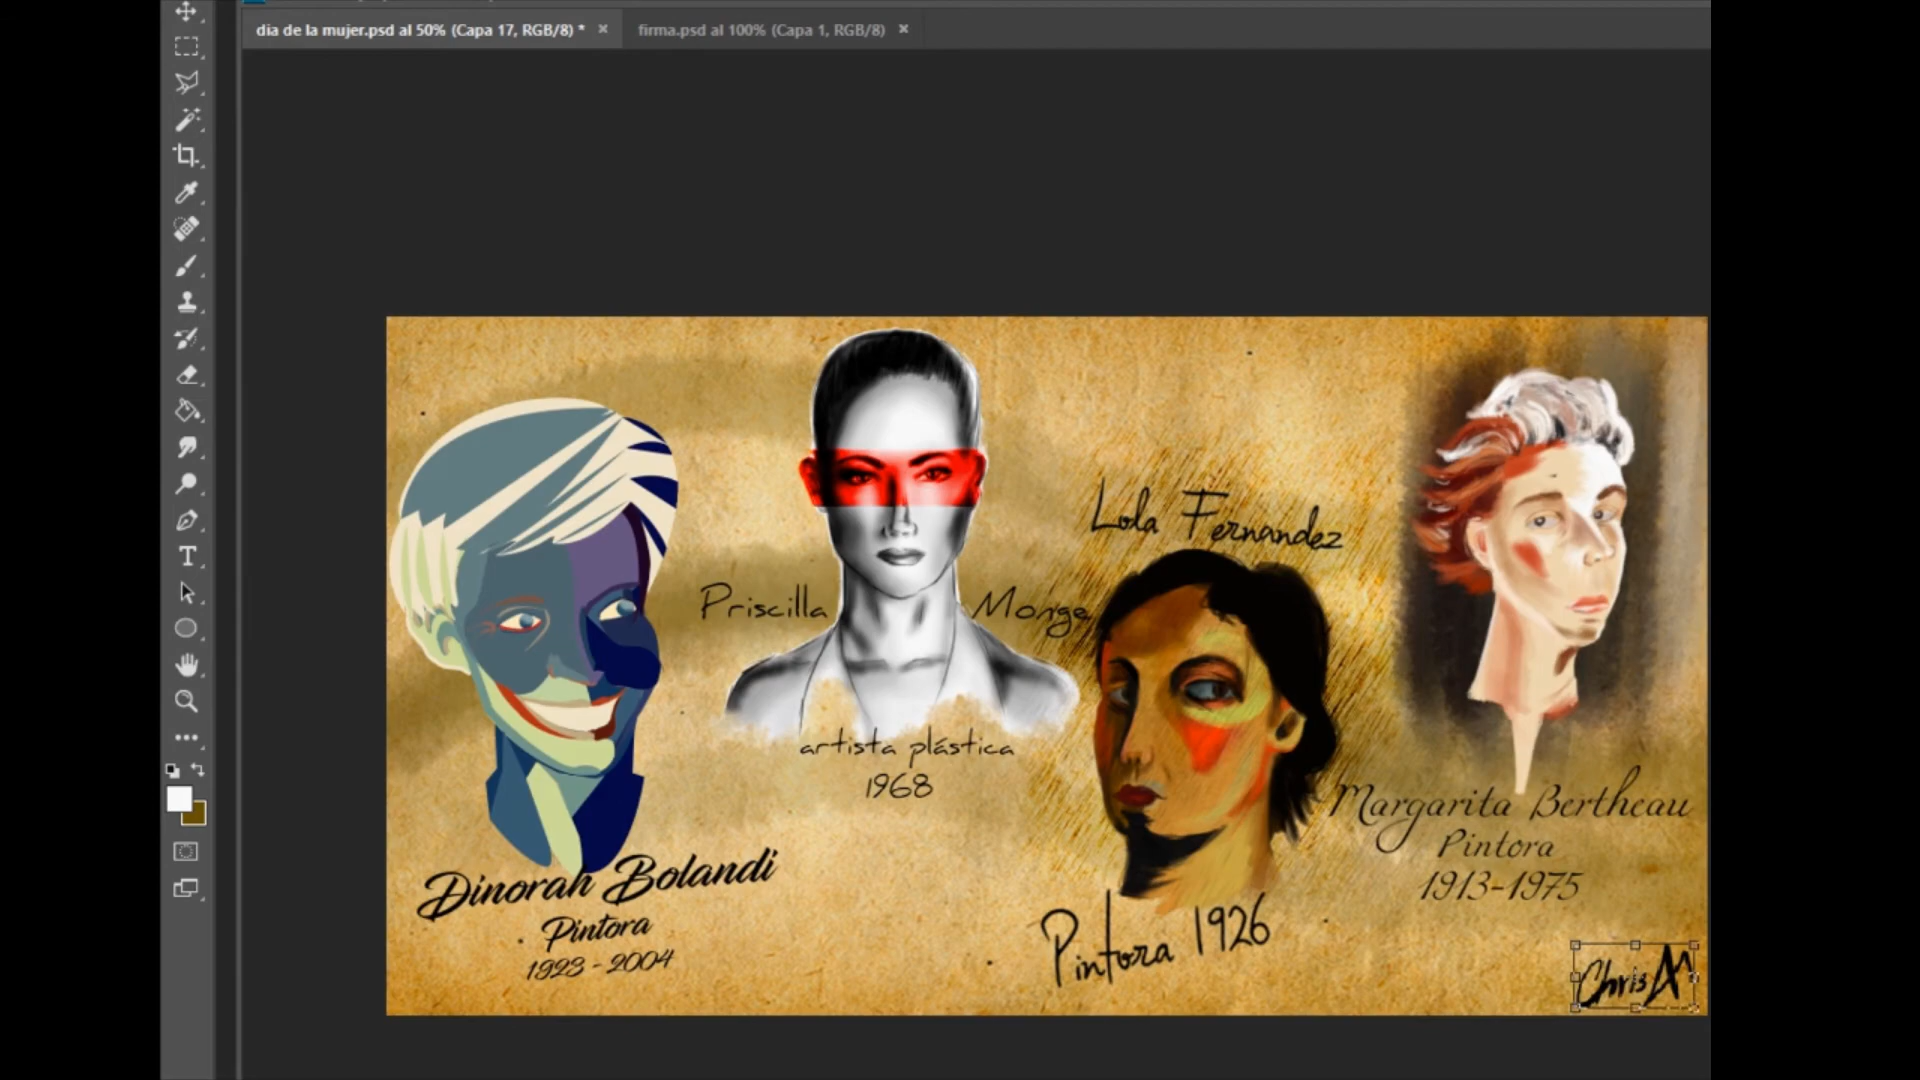 dia de la mujer.psd al 50% (Capa 17, RGB/8) *
firma.psd al 100% (Capa 1, RGB/8)
Lola Fernandez
Priscilla Monge
artista plástica
1968
Margarita Bertheau
Pintora
1913-1975
Dinorah Bolandi
Pintora
1923 - 2004
Pintora 1926
Chris A